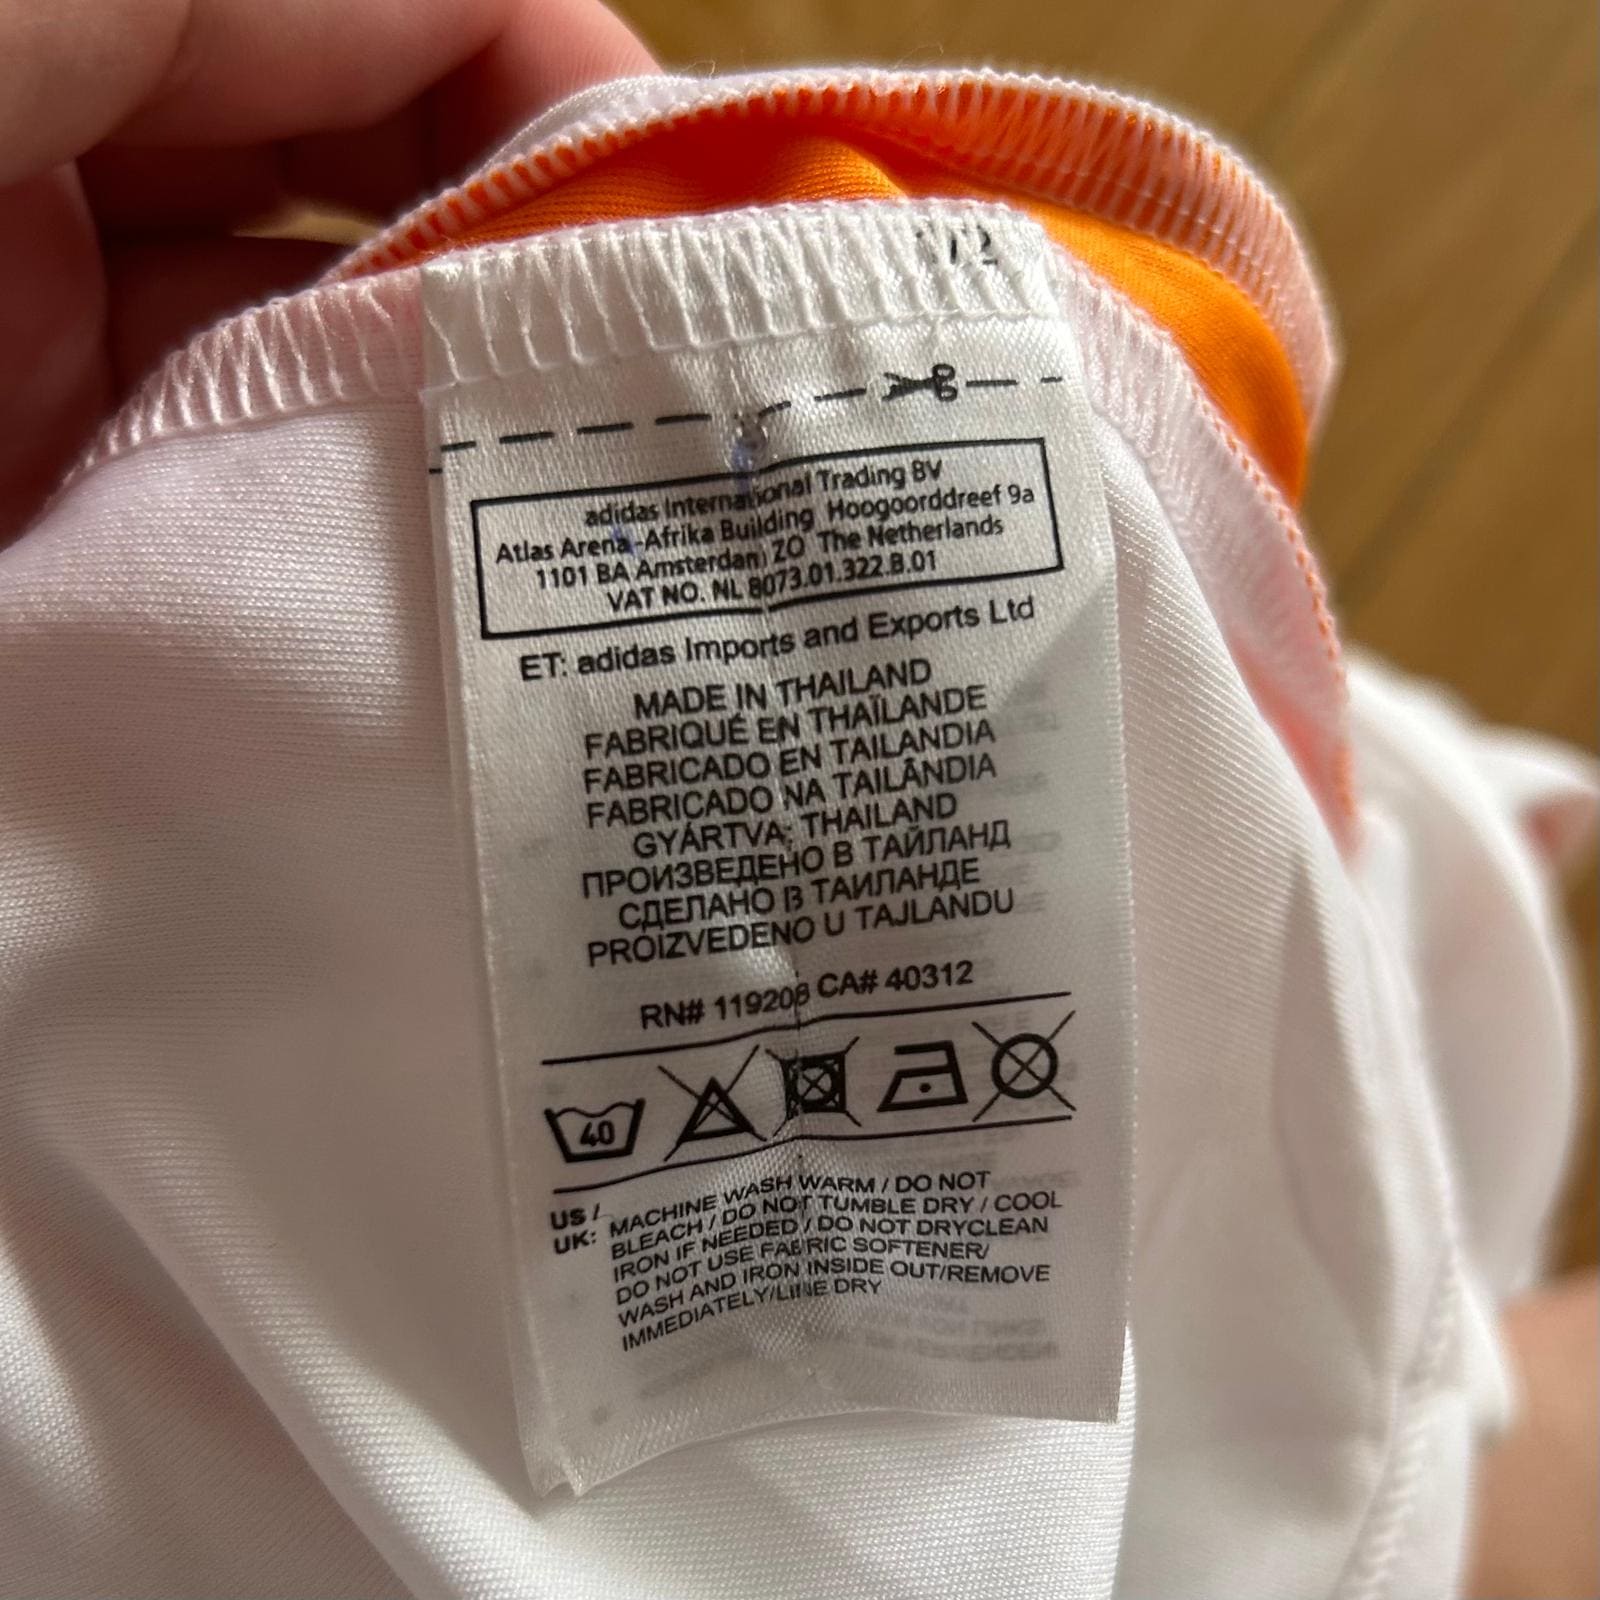 adidas International Trading BV
Atlas Arena-Afrika Building Hoogoorddreef 9a
1101 BA Amsterdam ZO The Netherlands
VAT NO. NL 8073.01.322.B.01
ET: adidas Imports and Exports Ltd
MADE IN THAILAND
FABRIQUÉ EN THAÏLANDE
FABRICADO EN TAILANDIA
FABRICADO NA TAILÂNDIA
GYÁRTVA: THAILAND
ПРОИЗВЕДЕНО В ТАЙЛАНД
СДЕЛАНО В ТАИЛАНДЕ
PROIZVEDENO U TAJLANDU
RN# 119208 CA# 40312
40
US / UK: MACHINE WASH WARM / DO NOT
BLEACH / DO NOT TUMBLE DRY / COOL
IRON IF NEEDED / DO NOT DRYCLEAN
DO NOT USE FABRIC SOFTENER/
WASH AND IRON INSIDE OUT/REMOVE
IMMEDIATELY/LINE DRY